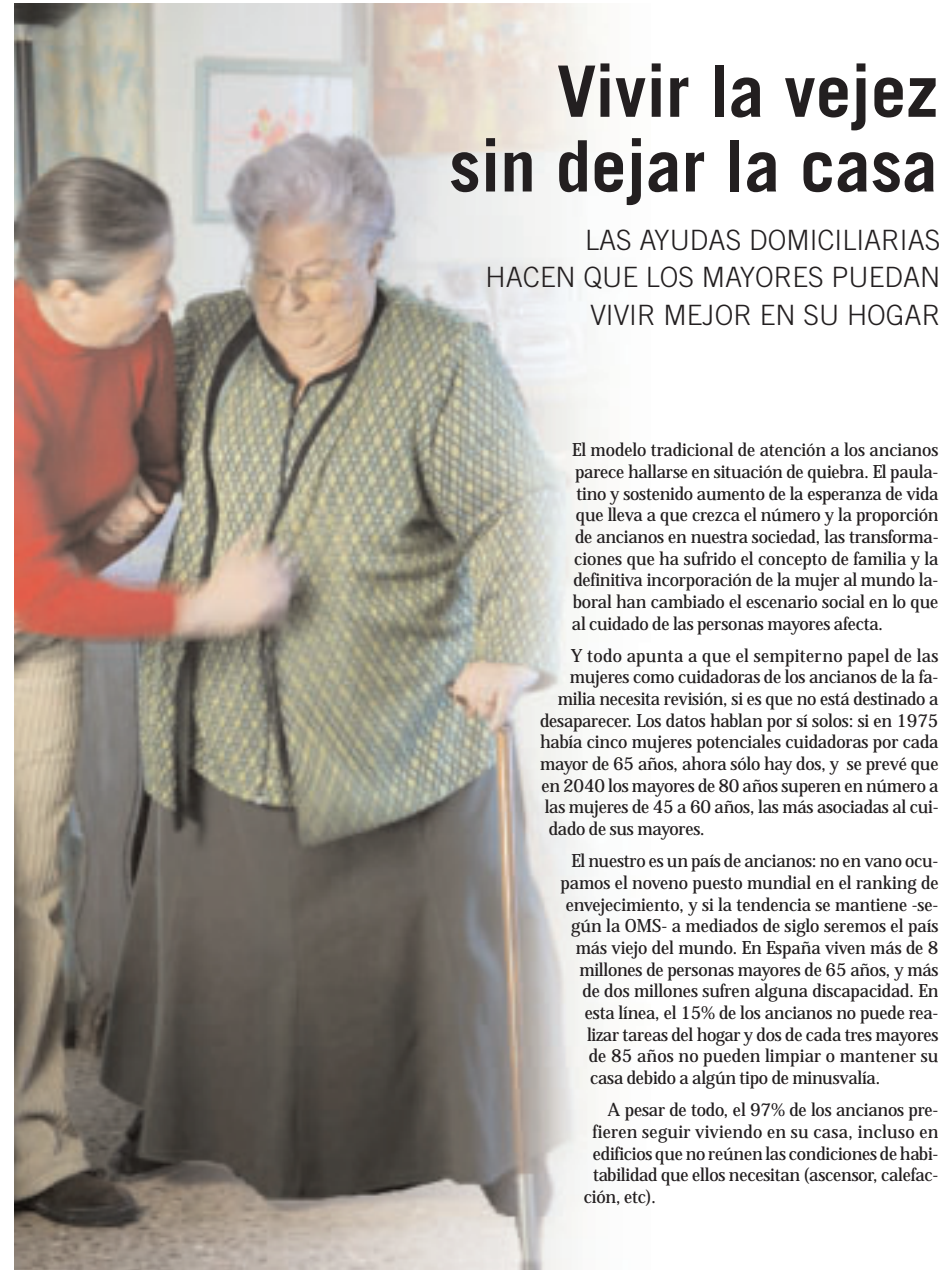 Vivir la vejez
sin dejar la casa
LAS AYUDAS DOMICILIARIAS
HACEN QUE LOS MAYORES PUEDAN
VIVIR MEJOR EN SU HOGAR
El modelo tradicional de atención a los ancianos
parece hallarse en situación de quiebra. El paula-
tino y sostenido aumento de la esperanza de vida
que lleva a que crezca el número y la proporción
de ancianos en nuestra sociedad, las transforma-
ciones que ha sufrido el concepto de familia y la
definitiva incorporación de la mujer al mundo la-
boral han cambiado el escenario social en lo que
al cuidado de las personas mayores afecta.
Y todo apunta a que el sempiterno papel de las
mujeres como cuidadoras de los ancianos de la fa-
milia necesita revisión, si es que no está destinado a
desaparecer. Los datos hablan por sí solos: si en 1975
había cinco mujeres potenciales cuidadoras por cada
mayor de 65 años, ahora sólo hay dos, y se prevé que
en 2040 los mayores de 80 años superen en número a
las mujeres de 45 a 60 años, las más asociadas al cui-
dado de sus mayores.
El nuestro es un país de ancianos: no en vano ocu-
pamos el noveno puesto mundial en el ranking de
envejecimiento, y si la tendencia se mantiene -se-
gún la OMS- a mediados de siglo seremos el país
más viejo del mundo. En España viven más de 8
millones de personas mayores de 65 años, y más
de dos millones sufren alguna discapacidad. En
esta línea, el 15% de los ancianos no puede rea-
lizar tareas del hogar y dos de cada tres mayores
de 85 años no pueden limpiar o mantener su
casa debido a algún tipo de minusvalía.
A pesar de todo, el 97% de los ancianos pre-
fieren seguir viviendo en su casa, incluso en
edificios que no reúnen las condiciones de habi-
tabilidad que ellos necesitan (ascensor, calefac-
ción, etc).